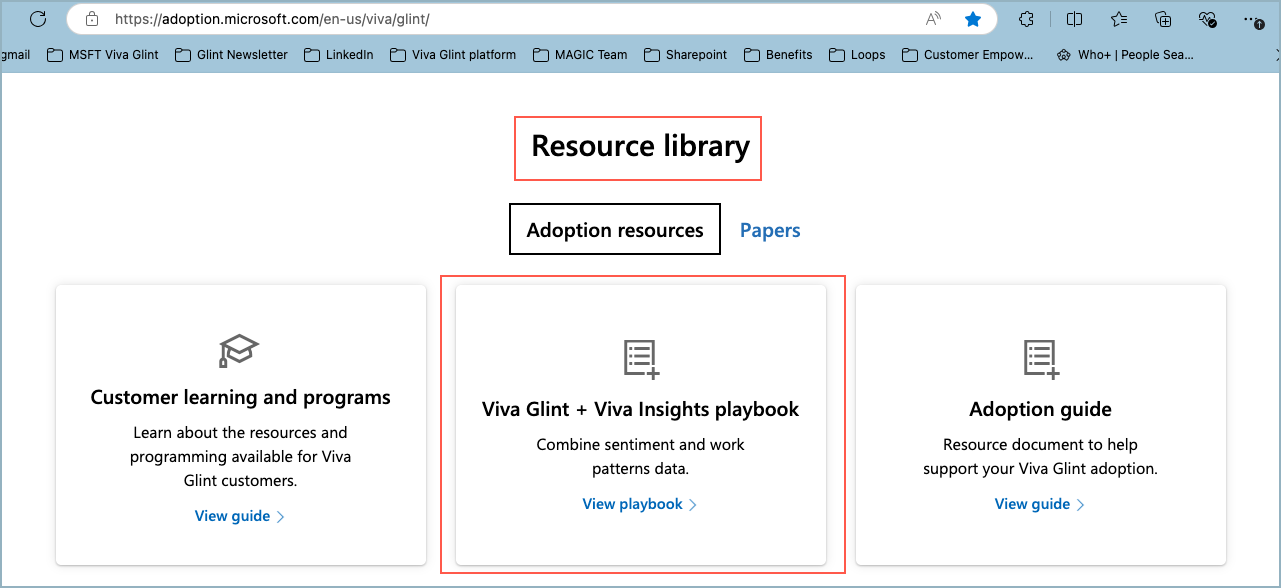 https://adoption.microsoft.com/en-us/viva/glint/
gmail MSFT Viva Glint Glint Newsletter LinkedIn Viva Glint platform MAGIC Team Sharepoint Benefits Loops Customer Empow... Who+ | People Sea...
Resource library
Adoption resources Papers
Customer learning and programs
Learn about the resources and
programming available for Viva
Glint customers.
View guide
Viva Glint + Viva Insights playbook
Combine sentiment and work
patterns data.
View playbook
Adoption guide
Resource document to help
support your Viva Glint adoption.
View guide